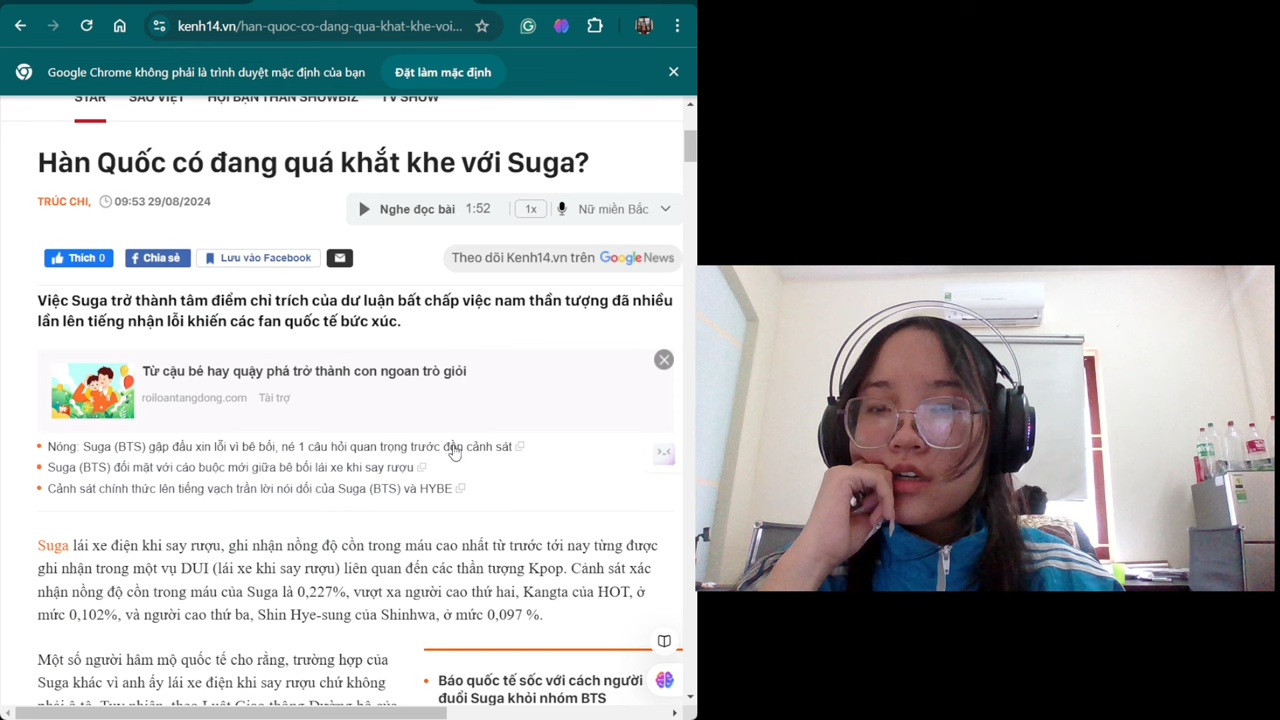 kenh14.vn/han-quoc-co-dang-qua-khat-khe-voi...
Google Chrome không phải là trình duyệt mặc định của bạn
Đặt làm mặc định
STAR SAO VIỆT HỘI BẠN THÂN SHOWBIZ TV SHOW
Hàn Quốc có đang quá khắt khe với Suga?
TRÚC CHI, 09:53 29/08/2024
Nghe đọc bài 1:52 1x Nữ miền Bắc
Thích 0 Chia sẻ Lưu vào Facebook
Theo dõi Kenh14.vn trên Google News
Việc Suga trở thành tâm điểm chỉ trích của dư luận bất chấp việc nam thần tượng đã nhiều
lần lên tiếng nhận lỗi khiến các fan quốc tế bức xúc.
Từ cậu bé hay quậy phá trở thành con ngoan trò giỏi
roiloantangdong.com Tài trợ
Nóng: Suga (BTS) gập đầu xin lỗi vì bê bối, né 1 câu hỏi quan trọng trước đồn cảnh sát
Suga (BTS) đối mặt với cáo buộc mới giữa bê bối lái xe khi say rượu
Cảnh sát chính thức lên tiếng vạch trần lời nói dối của Suga (BTS) và HYBE
Suga lái xe điện khi say rượu, ghi nhận nồng độ cồn trong máu cao nhất từ trước tới nay từng được
ghi nhận trong một vụ DUI (lái xe khi say rượu) liên quan đến các thần tượng Kpop. Cảnh sát xác
nhận nồng độ cồn trong máu của Suga là 0,227%, vượt xa người cao thứ hai, Kangta của HOT, ở
mức 0,102%, và người cao thứ ba, Shin Hye-sung của Shinhwa, ở mức 0,097 %.
Một số người hâm mộ quốc tế cho rằng, trường hợp của
Suga khác vì anh ấy lái xe điện khi say rượu chứ không
phải ô tô. Tuy nhiên, theo Luật Giao thông Đường bộ của
Báo quốc tế sốc với cách người
đuổi Suga khỏi nhóm BTS